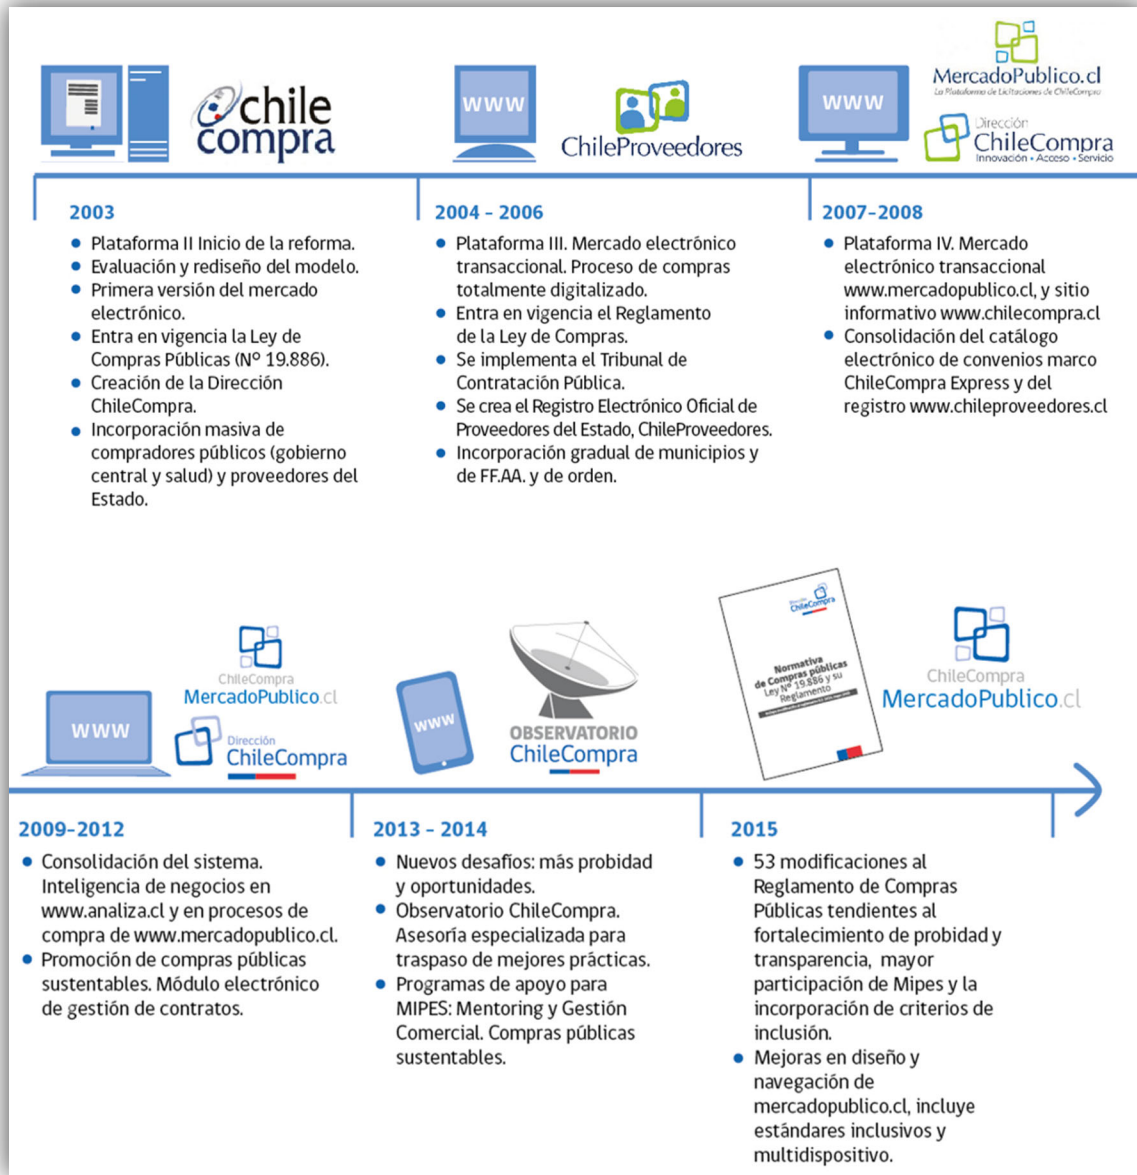 chile
compra
www
ChileProveedores
www
MercadoPublico.cl
La Plataforma de Licitaciones de ChileCompra
Dirección
ChileCompra
Innovación • Acceso • Servicio
2003
• Plataforma II Inicio de la reforma.
• Evaluación y rediseño del modelo.
• Primera versión del mercado
electrónico.
• Entra en vigencia la Ley de
Compras Públicas (Nº 19.886).
• Creación de la Dirección
ChileCompra.
• Incorporación masiva de
compradores públicos (gobierno
central y salud) y proveedores del
Estado.
2004 - 2006
• Plataforma III. Mercado electrónico
transaccional. Proceso de compras
totalmente digitalizado.
• Entra en vigencia el Reglamento
de la Ley de Compras.
• Se implementa el Tribunal de
Contratación Pública.
• Se crea el Registro Electrónico Oficial de
Proveedores del Estado, ChileProveedores.
• Incorporación gradual de municipios y
de FF.AA. y de orden.
2007-2008
• Plataforma IV. Mercado
electrónico transaccional
www.mercadopublico.cl, y sitio
informativo www.chilecompra.cl
• Consolidación del catálogo
electrónico de convenios marco
ChileCompra Express y del
registro www.chileproveedores.cl
www
ChileCompra
MercadoPublico.cl
Dirección
ChileCompra
www
OBSERVATORIO
ChileCompra
Dirección
ChileCompra
Normativa
de Compras públicas
Ley Nº 19.886 y su
Reglamento
ChileCompra
MercadoPublico.cl
2009-2012
• Consolidación del sistema.
Inteligencia de negocios en
www.analiza.cl y en procesos de
compra de www.mercadopublico.cl.
• Promoción de compras públicas
sustentables. Módulo electrónico
de gestión de contratos.
2013 - 2014
• Nuevos desafíos: más probidad
y oportunidades.
• Observatorio ChileCompra.
Asesoría especializada para
traspaso de mejores prácticas.
• Programas de apoyo para
MIPES: Mentoring y Gestión
Comercial. Compras públicas
sustentables.
2015
• 53 modificaciones al
Reglamento de Compras
Públicas tendientes al
fortalecimiento de probidad y
transparencia, mayor
participación de Mipes y la
incorporación de criterios de
inclusión.
• Mejoras en diseño y
navegación de
mercadopublico.cl, incluye
estándares inclusivos y
multidispositivo.